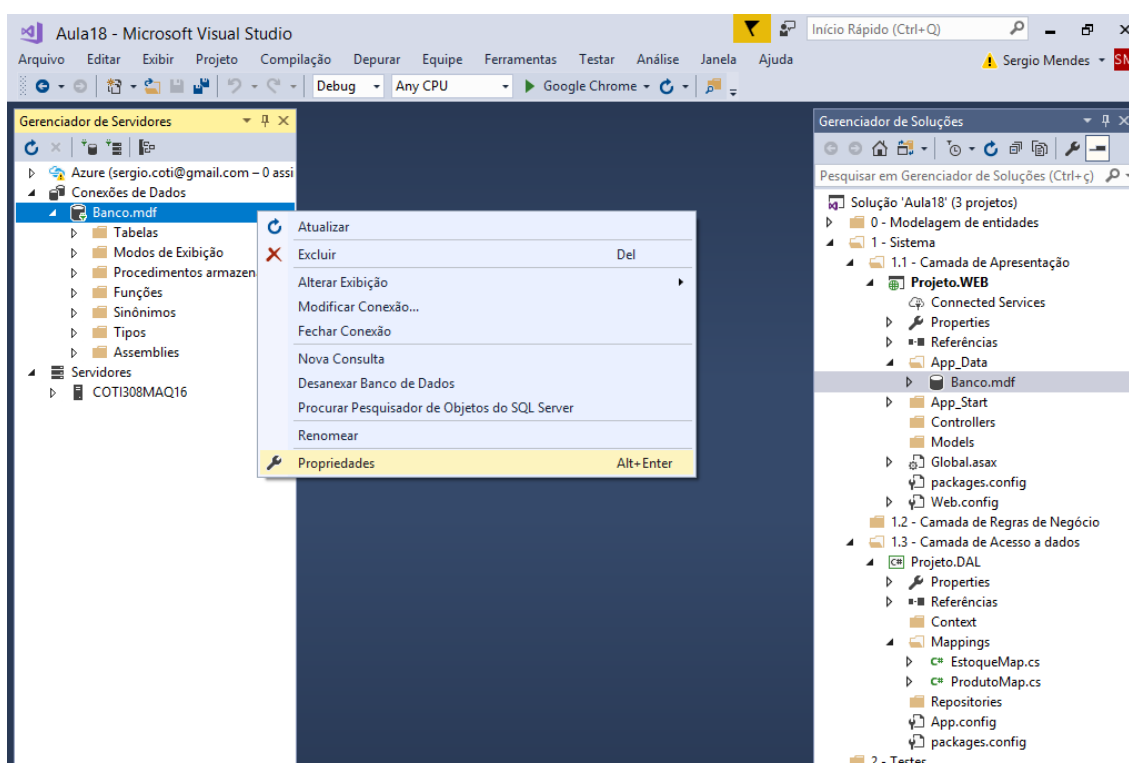 Aula18 - Microsoft Visual Studio
Início Rápido (Ctrl+Q)
Arquivo Editar Exibir Projeto Compilação Depurar Equipe Ferramentas Testar Análise Janela Ajuda
Sergio Mendes
SM
Debug Any CPU Google Chrome
Gerenciador de Servidores
Azure (sergio.coti@gmail.com – 0 assi
Conexões de Dados
Banco.mdf
Tabelas
Modos de Exibição
Procedimentos armazen
Funções
Sinônimos
Tipos
Assemblies
Servidores
COTI308MAQ16
Atualizar
Excluir Del
Alterar Exibição
Modificar Conexão...
Fechar Conexão
Nova Consulta
Desanexar Banco de Dados
Procurar Pesquisador de Objetos do SQL Server
Renomear
Propriedades Alt+Enter
Gerenciador de Soluções
Pesquisar em Gerenciador de Soluções (Ctrl+ç)
Solução 'Aula18' (3 projetos)
0 - Modelagem de entidades
1 - Sistema
1.1 - Camada de Apresentação
Projeto.WEB
Connected Services
Properties
Referências
App_Data
Banco.mdf
App_Start
Controllers
Models
Global.asax
packages.config
Web.config
1.2 - Camada de Regras de Negócio
1.3 - Camada de Acesso a dados
C# Projeto.DAL
Properties
Referências
Context
Mappings
C# EstoqueMap.cs
C# ProdutoMap.cs
Repositories
App.config
packages.config
2 - Testes